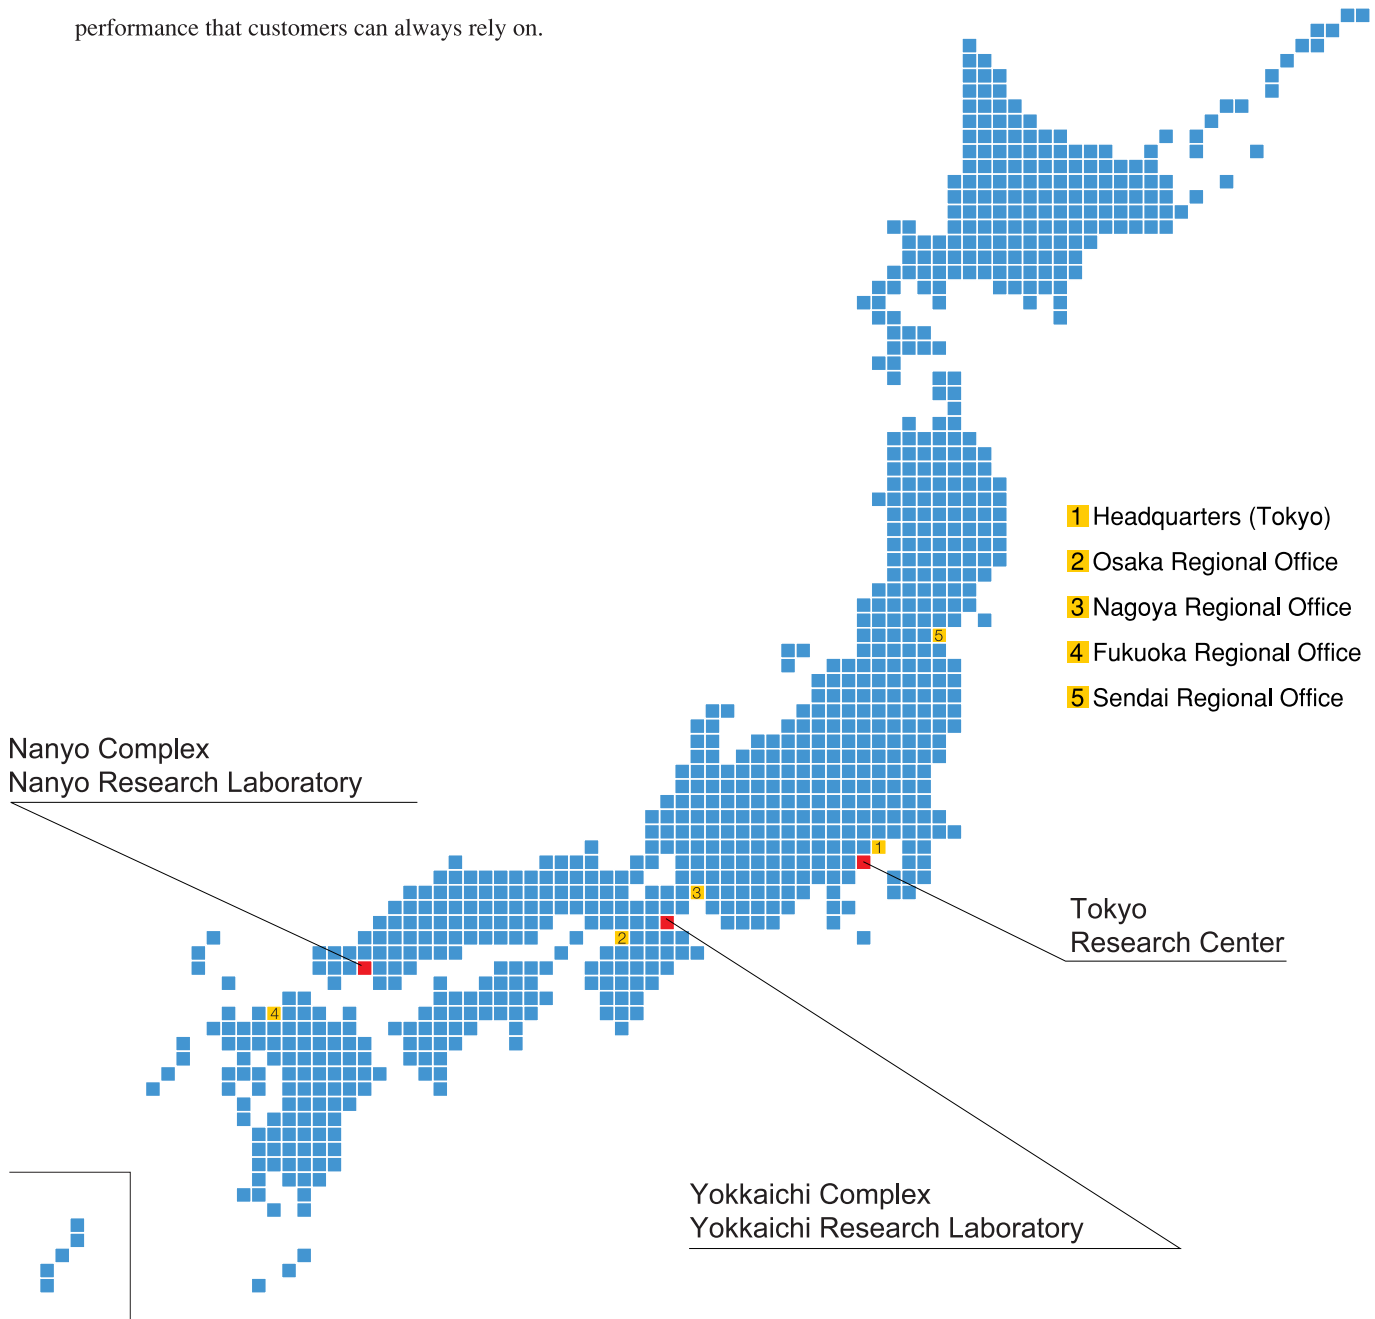 performance that customers can always rely on.
1 Headquarters (Tokyo)
2 Osaka Regional Office
3 Nagoya Regional Office
4 Fukuoka Regional Office
5 Sendai Regional Office
5
Nanyo Complex
Nanyo Research Laboratory
1
3
Tokyo
Research Center
2
4
Yokkaichi Complex
Yokkaichi Research Laboratory